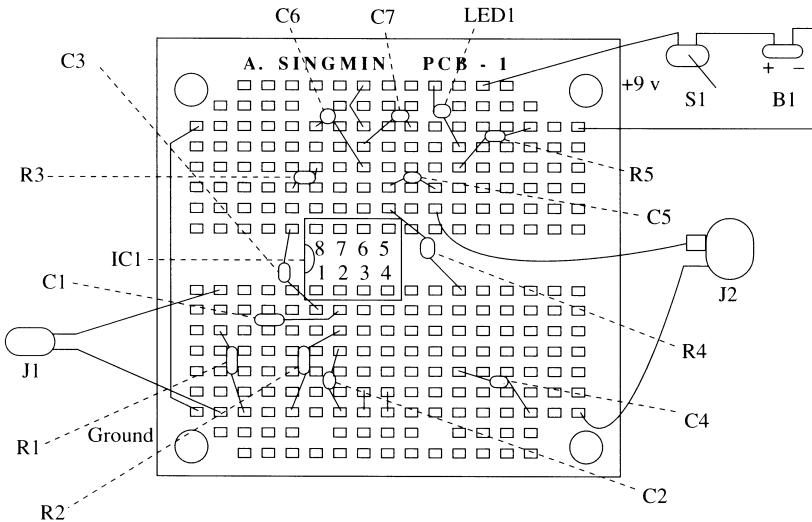 C6
C7
LED1
C3
A. SINGMIN PCB - 1
+9 v
S1
+ −
B1
R3
R5
C5
IC1
8 7 6 5
1 2 3 4
C1
J2
J1
R4
C4
R1
Ground
R2
C2